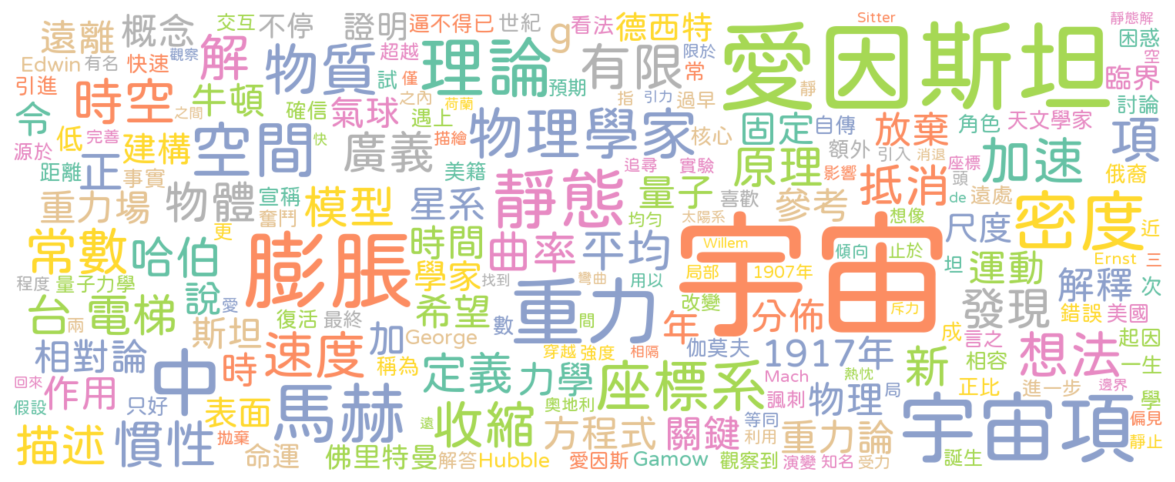 交互 不停 證明 逼不得已 世紀 看法 德西特 Sitter 靜態解
遠離 概念 解 物質 超越 理論 g 有限 限於 愛因斯坦 困惑 空
Edwin 有名 快速 觀察 試 僅 預期 常 臨界
引進 時空 牛頓 確信 氣球 之內 荷蘭 指 引力 過早 靜 討論
令 之間 遇上 物理學家 核心 固定 自傳 放棄 角色 天文學家 項
低 完善 建構 空間 快 廣義 描繪 原理 額外 引入 消退 加速
源於 正 美籍 追尋 實驗 影響 座標 俄裔
距離 事實 物體 宣稱 模型 星系 靜態 量子 喜歡 參考 抵消 頭 de 遠處 密度
重力場 奮鬥 更 均勻 太陽系 想像 尺度 近
常數 哈伯 膨脹 時間 曲率 平均 Willem 宇宙 傾向 止於 Ernst 三
程度 量子力學 學家 找到 彎曲 用以 局部 1907年 坦 運動 解釋 次
台 電梯 說 愛 希望 重力 改變 斥力 發現 錯誤 美國
兩 斯坦 復活 最終 數 間 年 分佈 成 言之 起因
相對論 中 時 速度 加 George 穿越 強度 相隔 伽莫夫 1917年 新 相容 想法 一生
回來 作用 稱為 定義 力學 座標系 Mach 熱忱 局 正比 進一步 邊界
假設 只好 表面 馬赫 收縮 奧地利 諷刺 物理 宇宙項 學 偏見
描述 慣性 拋棄 遠 方程式 關鍵 等同 利用 重力論 靜止
命運 佛里特曼 解答 Hubble 愛因斯 Gamow 觀察到 演變 知名 受力 誕生